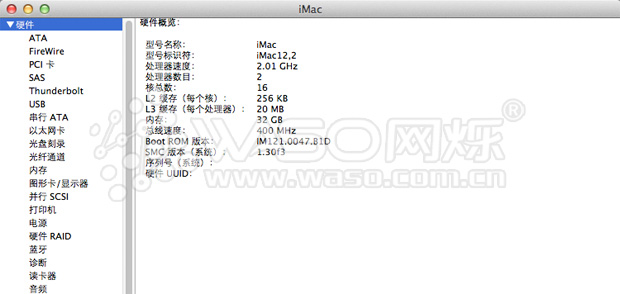 iMac
▼硬件
ATA
FireWire
PCI 卡
SAS
Thunderbolt
USB
串行 ATA
以太网卡
光盘刻录
光纤通道
内存
图形卡/显示器
并行 SCSI
打印机
电源
硬件 RAID
蓝牙
诊断
读卡器
音频
硬件概览:
型号名称: iMac
型号标识符: iMac12,2
处理器速度: 2.01 GHz
处理器数目: 2
核总数: 16
L2 缓存（每个核）: 256 KB
L3 缓存（每个处理器）: 20 MB
内存: 32 GB
总线速度: 400 MHz
Boot ROM 版本: IM121.0047.B1D
SMC 版本（系统）: 1.30f3
序列号（系统）:
硬件 UUID:
WASO网烁®
www.waso.com.cn